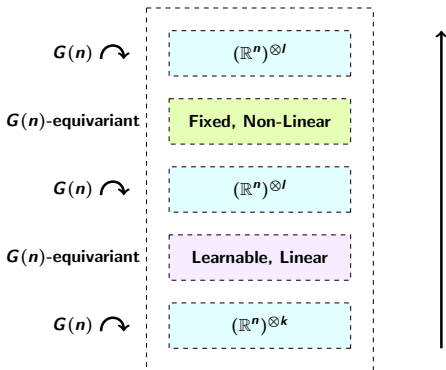 G(n) (ℝⁿ)^{⊗l}
G(n)-equivariant Fixed, Non-Linear
G(n) (ℝⁿ)^{⊗l}
G(n)-equivariant Learnable, Linear
G(n) (ℝⁿ)^{⊗k}